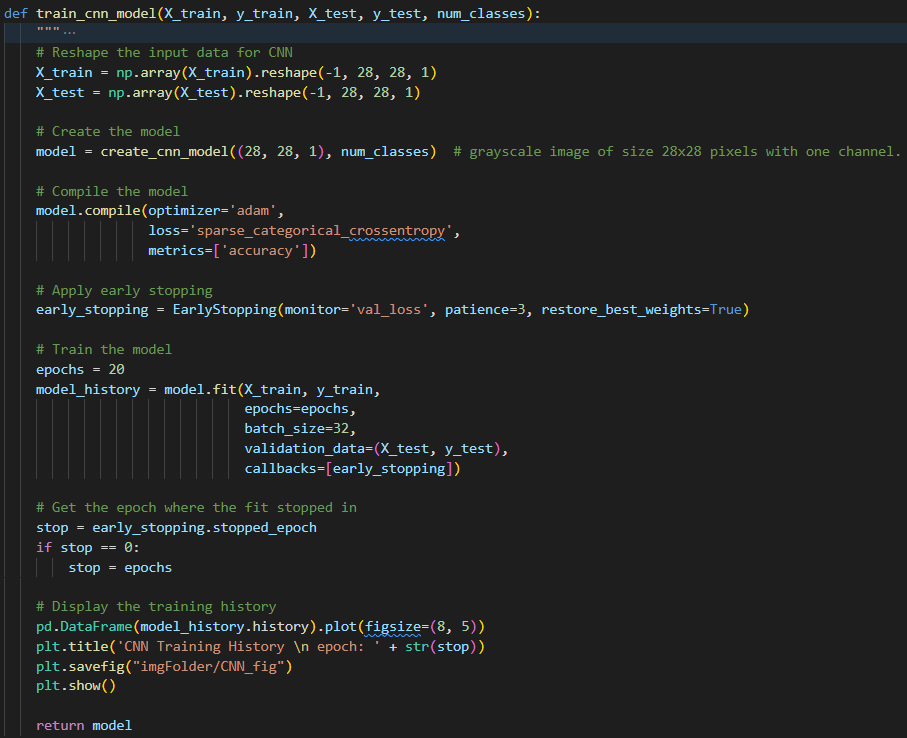 def train_cnn_model(X_train, y_train, X_test, y_test, num_classes):
    """…
    # Reshape the input data for CNN
    X_train = np.array(X_train).reshape(-1, 28, 28, 1)
    X_test = np.array(X_test).reshape(-1, 28, 28, 1)

    # Create the model
    model = create_cnn_model((28, 28, 1), num_classes)  # grayscale image of size 28x28 pixels with one channel.

    # Compile the model
    model.compile(optimizer='adam',
                  loss='sparse_categorical_crossentropy',
                  metrics=['accuracy'])

    # Apply early stopping
    early_stopping = EarlyStopping(monitor='val_loss', patience=3, restore_best_weights=True)

    # Train the model
    epochs = 20
    model_history = model.fit(X_train, y_train,
                              epochs=epochs,
                              batch_size=32,
                              validation_data=(X_test, y_test),
                              callbacks=[early_stopping])

    # Get the epoch where the fit stopped in
    stop = early_stopping.stopped_epoch
    if stop == 0:
        stop = epochs

    # Display the training history
    pd.DataFrame(model_history.history).plot(figsize=(8, 5))
    plt.title('CNN Training History \n epoch: ' + str(stop))
    plt.savefig("imgFolder/CNN_fig")
    plt.show()

    return model